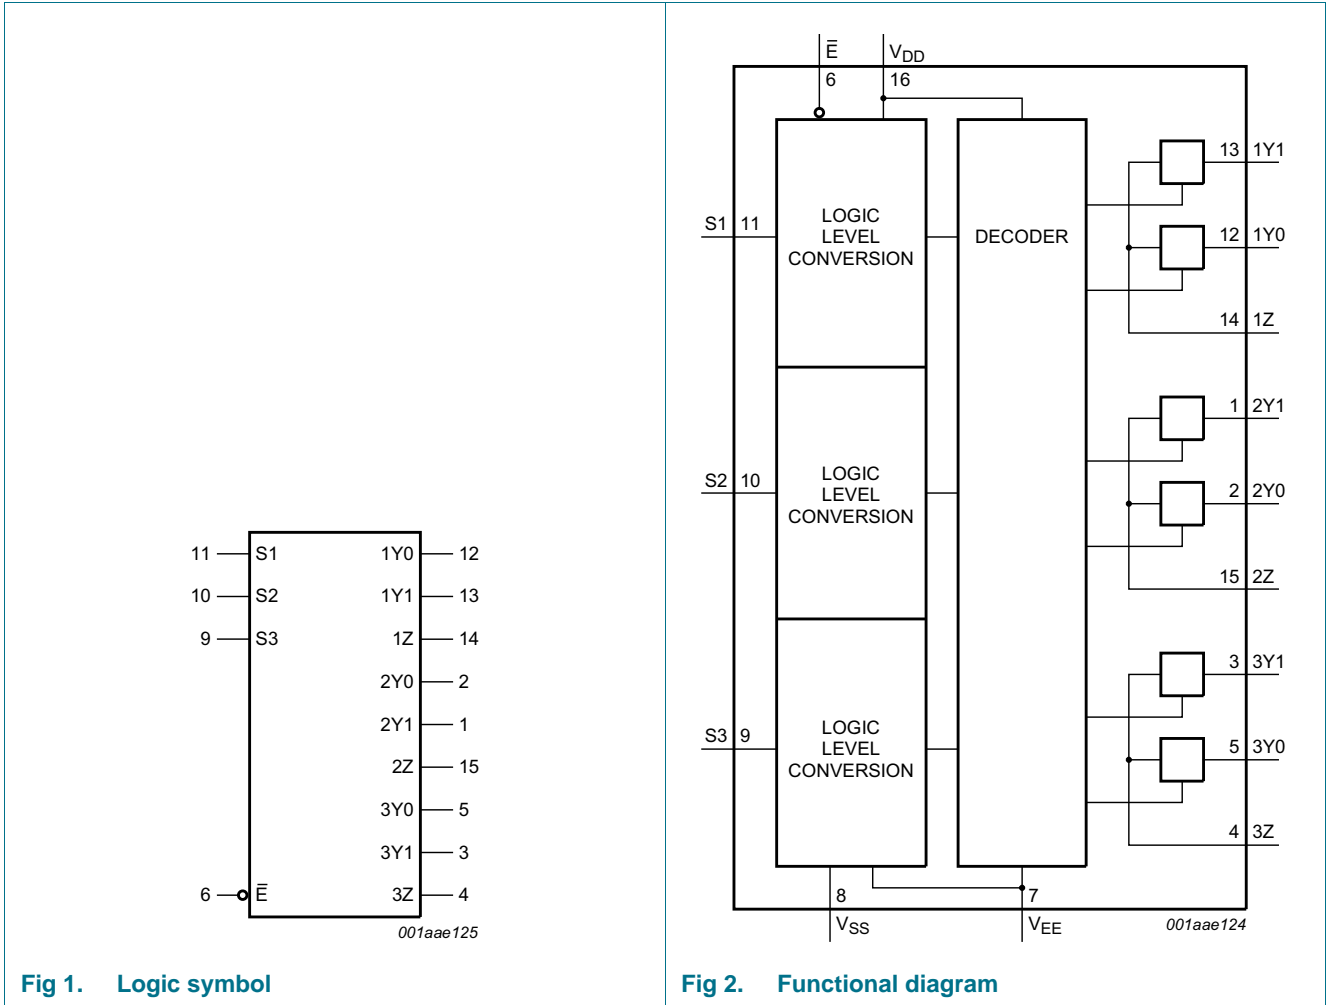 11 S1 1Y0 12
10 S2 1Y1 13
9 S3 1Z 14
2Y0 2
2Y1 1
2Z 15
3Y0 5
3Y1 3
6 E̅ 3Z 4
001aae125
Fig 1. Logic symbol
E̅ VDD
6 16
S1 11
LOGIC
LEVEL
CONVERSION
DECODER
13 1Y1
12 1Y0
14 1Z
S2 10
LOGIC
LEVEL
CONVERSION
1 2Y1
2 2Y0
15 2Z
S3 9
LOGIC
LEVEL
CONVERSION
3 3Y1
5 3Y0
4 3Z
8 7
VSS VEE
001aae124
Fig 2. Functional diagram